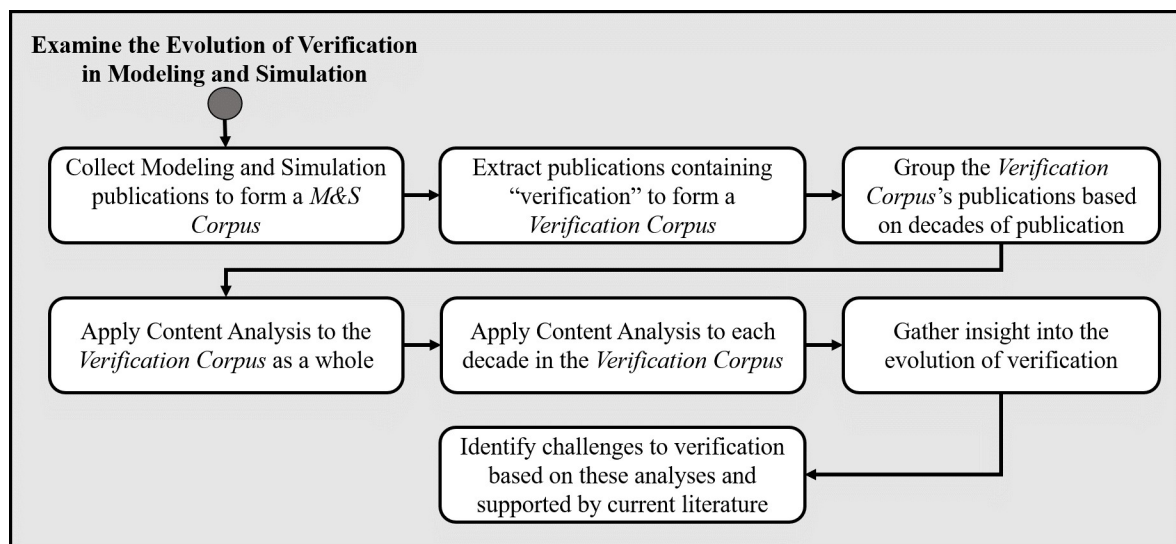 Examine the Evolution of Verification
in Modeling and Simulation
Collect Modeling and Simulation
publications to form a M&S
Corpus
Extract publications containing
“verification” to form a
Verification Corpus
Group the Verification
Corpus’s publications based
on decades of publication
Apply Content Analysis to the
Verification Corpus as a whole
Apply Content Analysis to each
decade in the Verification Corpus
Gather insight into the
evolution of verification
Identify challenges to verification
based on these analyses and
supported by current literature